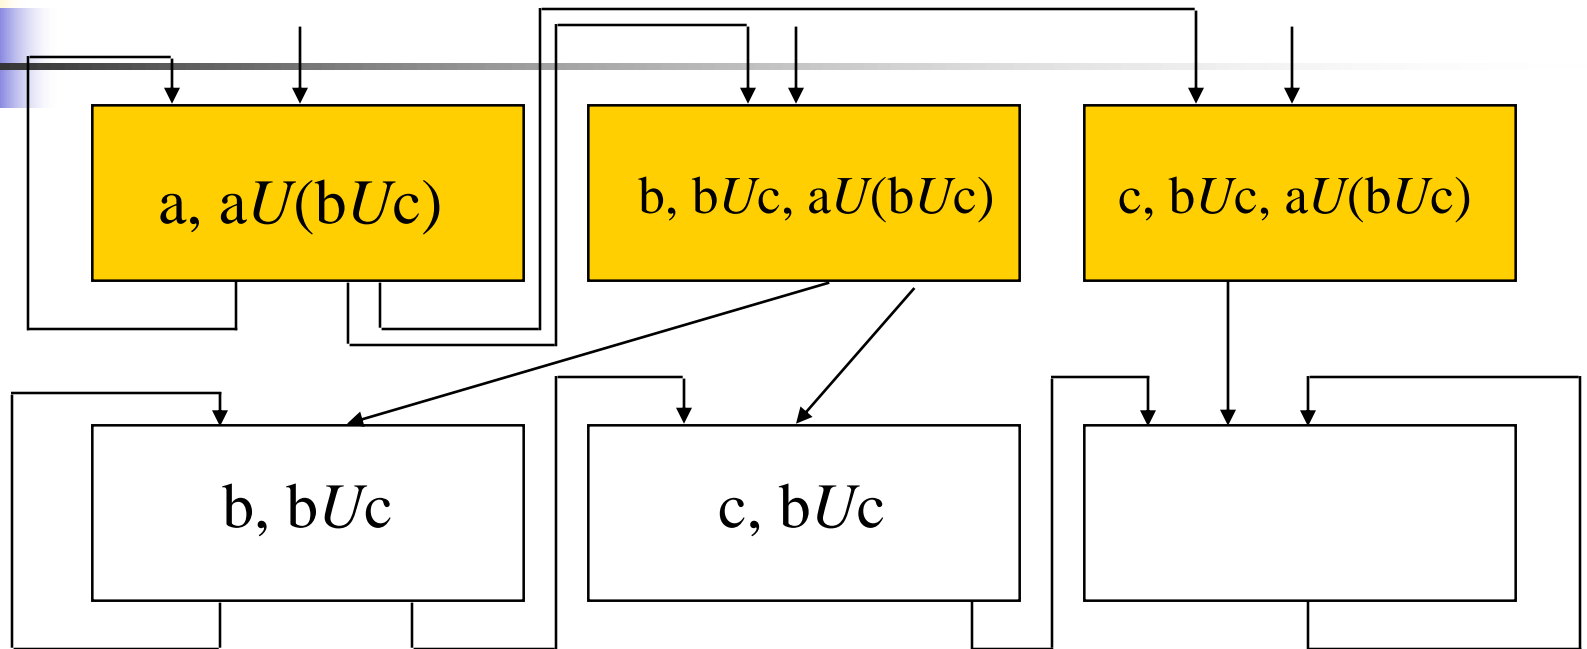 a, aU(bUc)
b, bUc, aU(bUc)
c, bUc, aU(bUc)
b, bUc
c, bUc